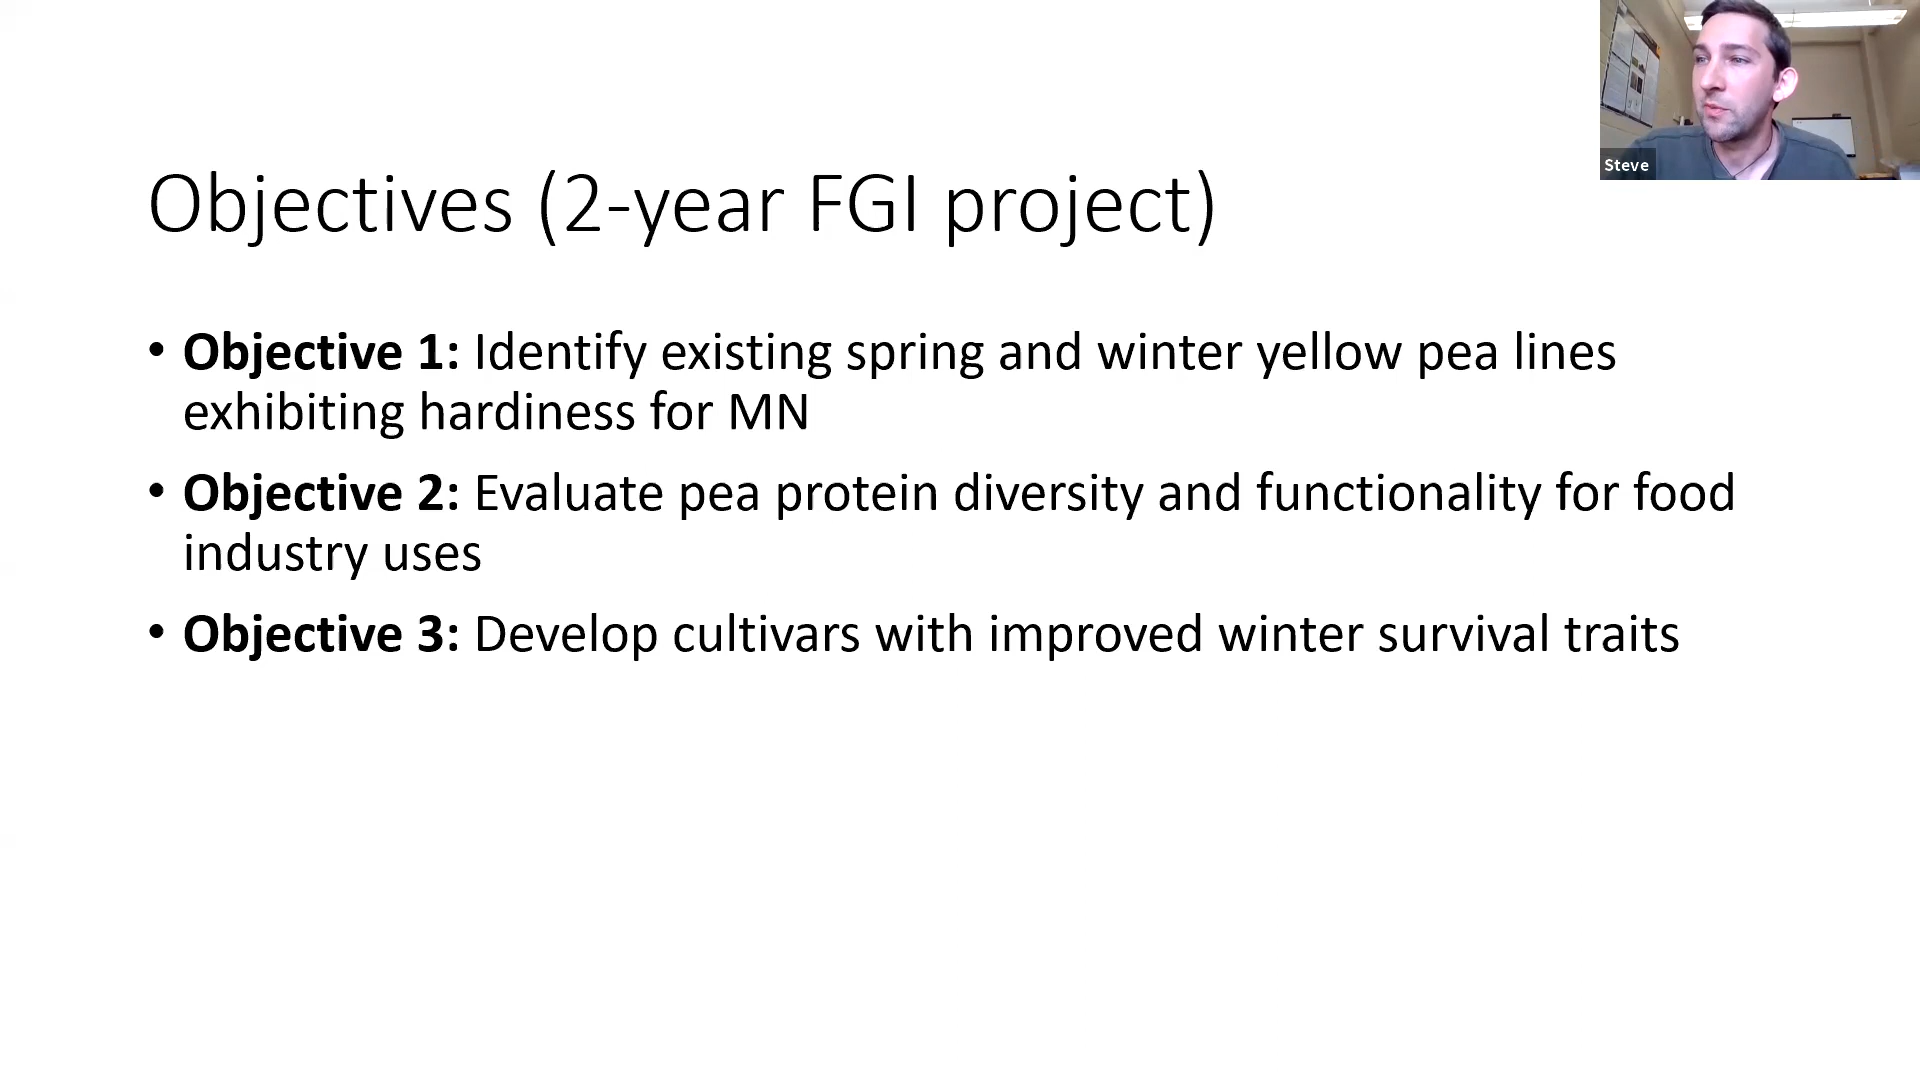 Steve
Objectives (2-year FGI project)
• Objective 1: Identify existing spring and winter yellow pea lines
exhibiting hardiness for MN
• Objective 2: Evaluate pea protein diversity and functionality for food
industry uses
• Objective 3: Develop cultivars with improved winter survival traits